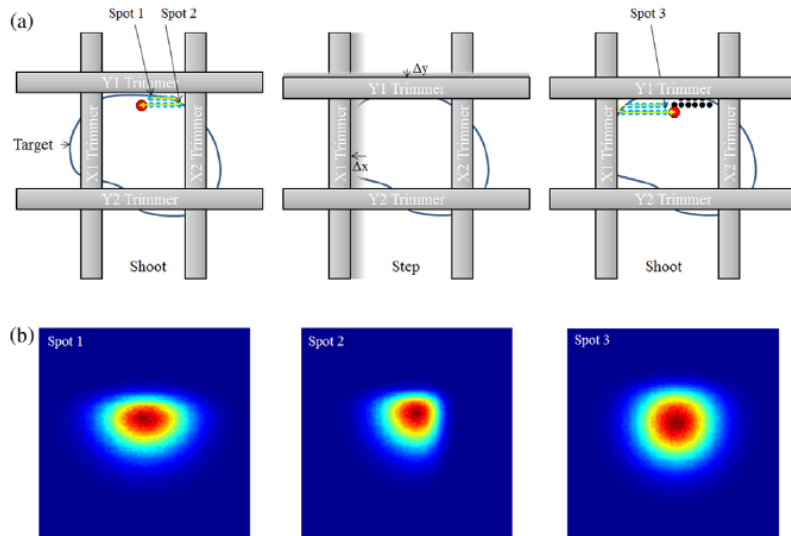 (a)
Spot 1 Spot 2 Spot 3
Y1 Trimmer Δy Y1 Trimmer Y1 Trimmer
Target
X1 Trimmer X2 Trimmer X1 Trimmer Δx X2 Trimmer X1 Trimmer X2 Trimmer
Y2 Trimmer Y2 Trimmer Y2 Trimmer
Shoot Step Shoot
(b)
Spot 1 Spot 2 Spot 3